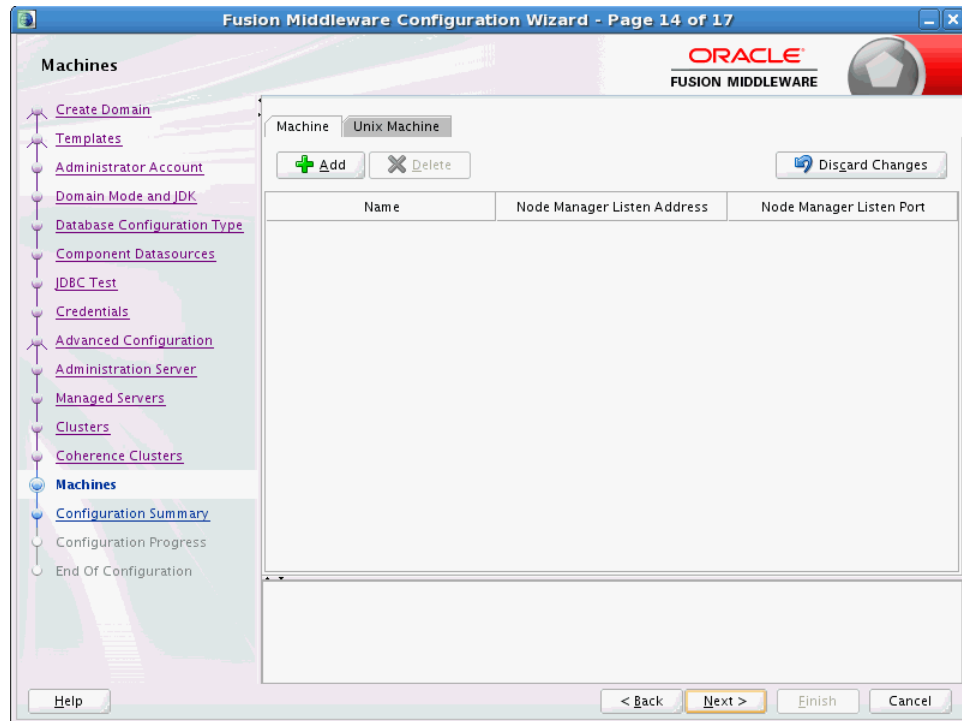 Fusion Middleware Configuration Wizard - Page 14 of 17
Machines
ORACLE
FUSION MIDDLEWARE
Create Domain
Templates
Administrator Account
Domain Mode and JDK
Database Configuration Type
Component Datasources
JDBC Test
Credentials
Advanced Configuration
Administration Server
Managed Servers
Clusters
Coherence Clusters
Machines
Configuration Summary
Configuration Progress
End Of Configuration
Machine Unix Machine
Add Delete Discard Changes
Name Node Manager Listen Address Node Manager Listen Port
Help < Back Next > Finish Cancel